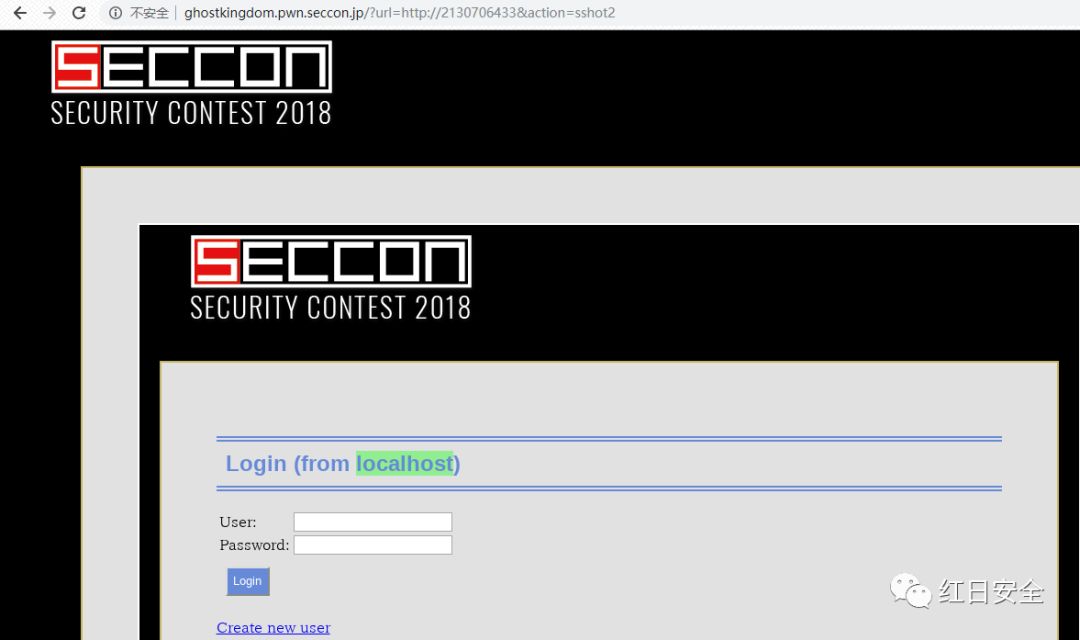 不安全 ghostkingdom.pwn.seccon.jp/?url=http://2130706433&action=sshot2
SECCON
SECURITY CONTEST 2018
SECCON
SECURITY CONTEST 2018
Login (from localhost)
User:
Password:
Login
Create new user
红日安全